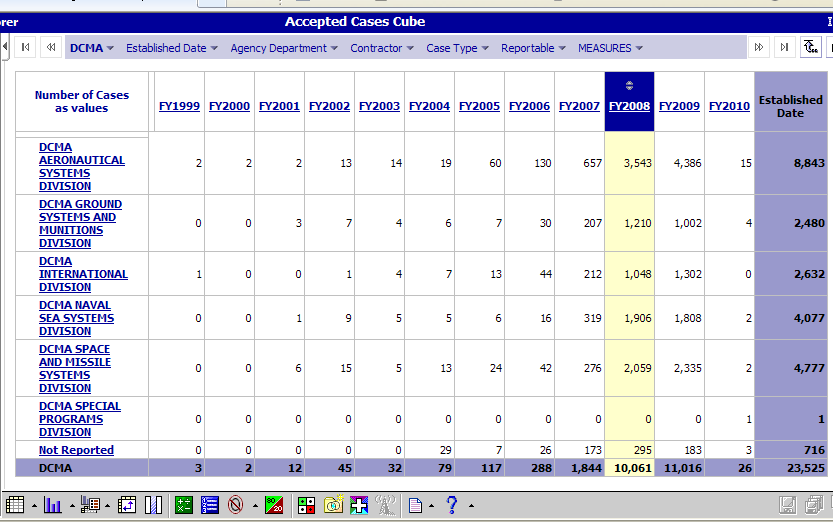 rer
Accepted Cases Cube
DCMA Established Date Agency Department Contractor Case Type Reportable MEASURES
Number of Cases
as values
FY1999 FY2000 FY2001 FY2002 FY2003 FY2004 FY2005 FY2006 FY2007 FY2008 FY2009 FY2010 Established
Date
DCMA
AERONAUTICAL
SYSTEMS
DIVISION
2 2 2 13 14 19 60 130 657 3,543 4,386 15 8,843
DCMA GROUND
SYSTEMS AND
MUNITIONS
DIVISION
0 0 3 7 4 6 7 30 207 1,210 1,002 4 2,480
DCMA
INTERNATIONAL
DIVISION
1 0 0 1 4 7 13 44 212 1,048 1,302 0 2,632
DCMA NAVAL
SEA SYSTEMS
DIVISION
0 0 1 9 5 5 6 16 319 1,906 1,808 2 4,077
DCMA SPACE
AND MISSILE
SYSTEMS
DIVISION
0 0 6 15 5 13 24 42 276 2,059 2,335 2 4,777
DCMA SPECIAL
PROGRAMS
DIVISION
0 0 0 0 0 0 0 0 0 0 0 1 1
Not Reported 0 0 0 0 0 29 7 26 173 295 183 3 716
DCMA 3 2 12 45 32 79 117 288 1,844 10,061 11,016 26 23,525
80
20
?